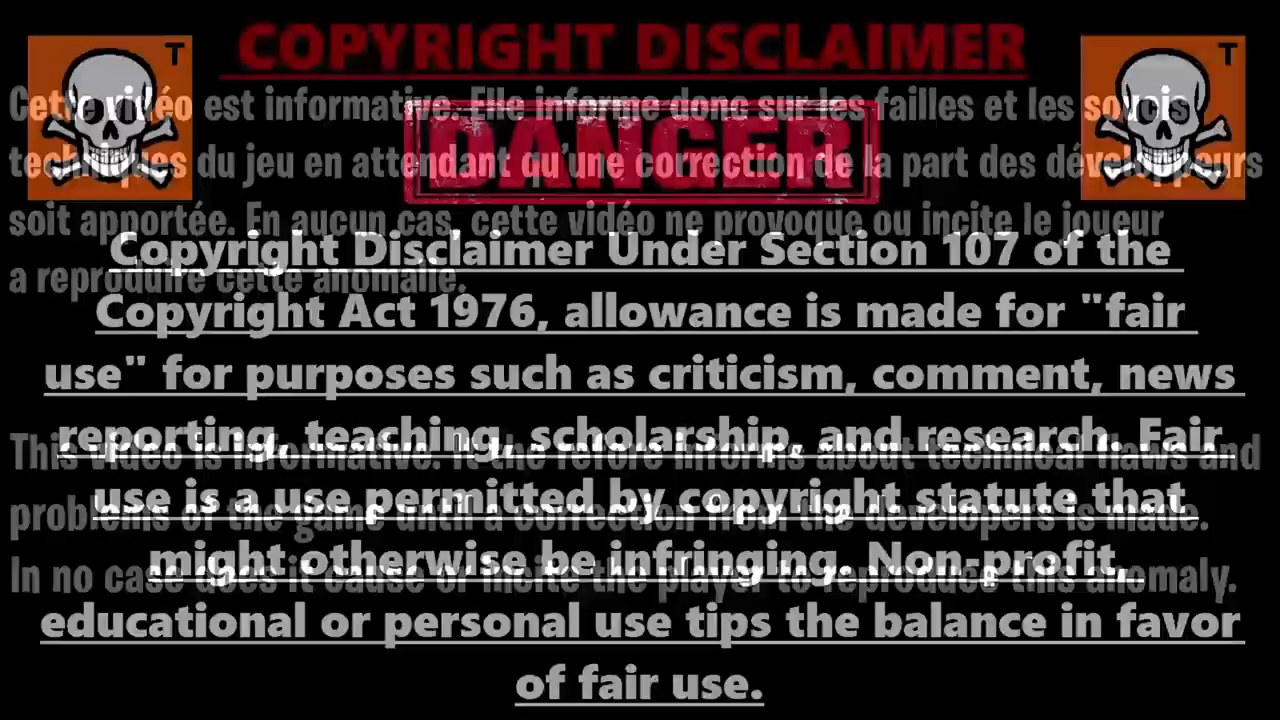 COPYRIGHT DISCLAIMER
T
T
Cette vidéo est informative. Elle informe donc sur les failles et les soucis
DANGER
techniques du jeu en attendant qu'une correction de la part des développeurs
soit apportée. En aucun cas, cette vidéo ne provoque ou incite le joueur
Copyright Disclaimer Under Section 107 of the
a reproduire cette anomalie.
Copyright Act 1976, allowance is made for "fair
use" for purposes such as criticism, comment, news
reporting, teaching, scholarship, and research. Fair
This video is informative. It the refore informs about technical flaws and
use is a use permitted by copyright statute that
problems of the game until a correction from the developers is made.
might otherwise be infringing. Non-profit,
In no case does it cause or incite the player to reproduce this anomaly.
educational or personal use tips the balance in favor
of fair use.